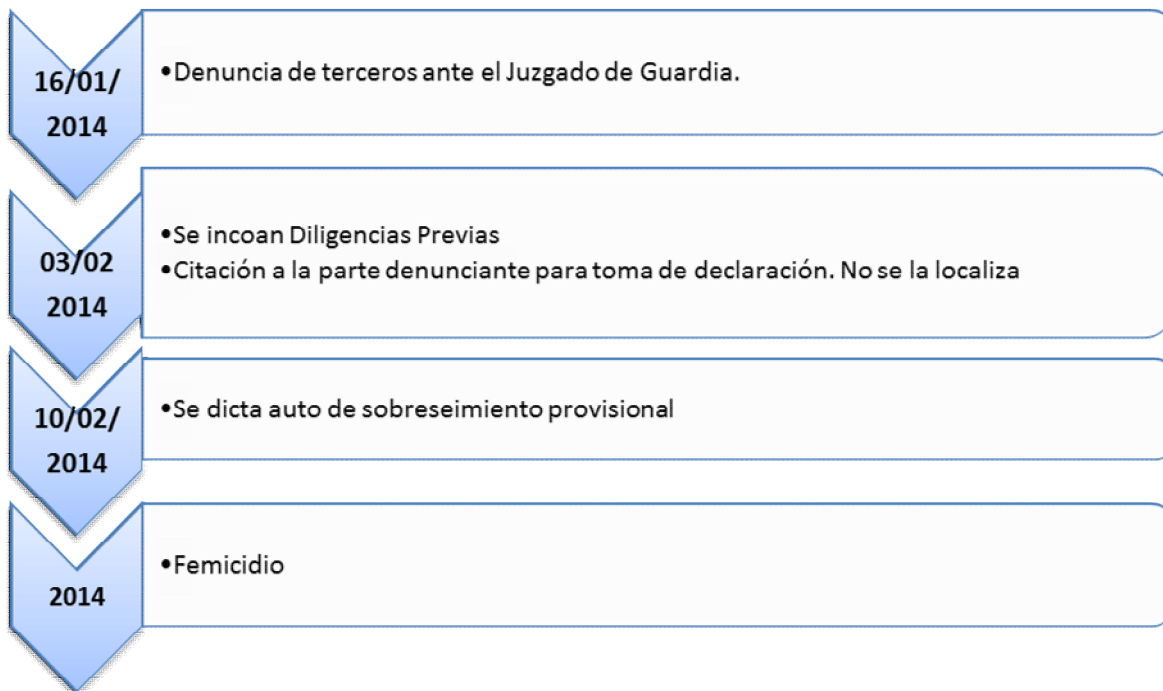 16/01/
2014
•Denuncia de terceros ante el Juzgado de Guardia.
03/02
2014
•Se incoan Diligencias Previas
•Citación a la parte denunciante para toma de declaración. No se la localiza
10/02/
2014
•Se dicta auto de sobreseimiento provisional
2014
•Femicidio